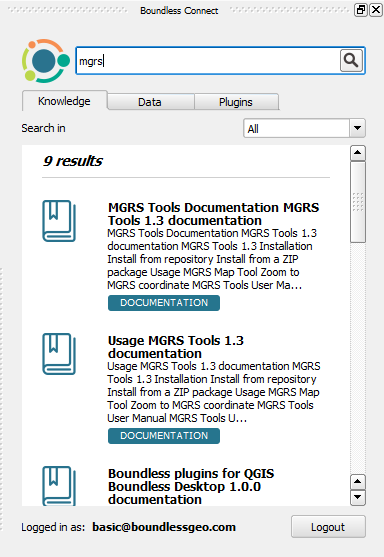 Boundless Connect
mgrs
Knowledge
Data
Plugins
Search in
All
9 results
MGRS Tools Documentation MGRS
Tools 1.3 documentation
MGRS Tools Documentation MGRS Tools 1.3
documentation MGRS Tools 1.3 Installation
Install from repository Install from a ZIP
package Usage MGRS Map Tool Zoom to
MGRS coordinate MGRS Tools User Ma...
DOCUMENTATION
Usage MGRS Tools 1.3
documentation
Usage MGRS Tools 1.3 documentation MGRS
Tools 1.3 Installation Install from repository
Install from a ZIP package Usage MGRS Map
Tool Zoom to MGRS coordinate MGRS Tools
User Manual MGRS Tools U...
DOCUMENTATION
Boundless plugins for QGIS
Boundless Desktop 1.0.0
documentation
Logged in as: basic@boundlessgeo.com
Logout